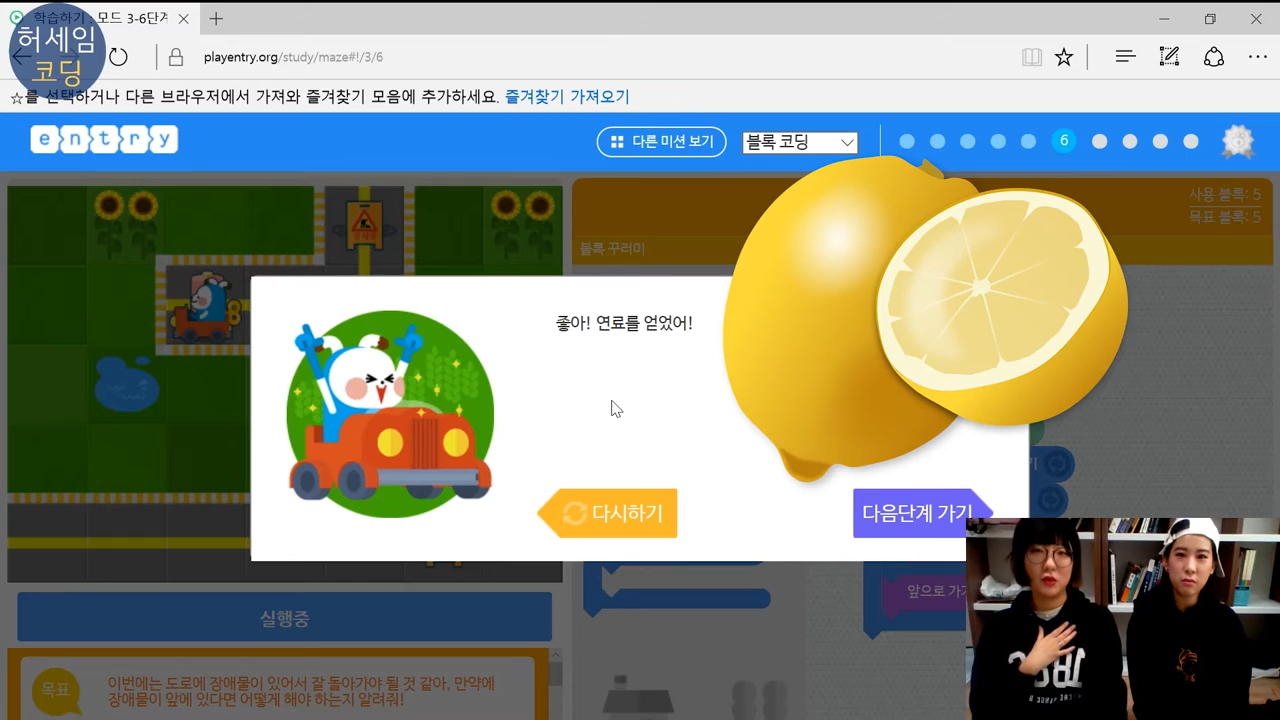 학습하기 : 모드 3-6단계
허세임
코딩
playentry.org/study/maze#!/3/6
☆를 선택하거나 다른 브라우저에서 가져와 즐겨찾기 모음에 추가하세요. 즐겨찾기 가져오기
entry
다른 미션 보기
블록 코딩
6
사용 블록: 5
목표 블록: 5
블록 꾸러미
좋아! 연료를 얻었어!
다시하기
다음단계 가기
앞으로 가기
실행중
목표
이번에는 도로에 장애물이 있어서 잘 돌아가야 될 것 같아, 만약에
장애물이 앞에 있다면 어떻게 해야 하는지 알려줘!